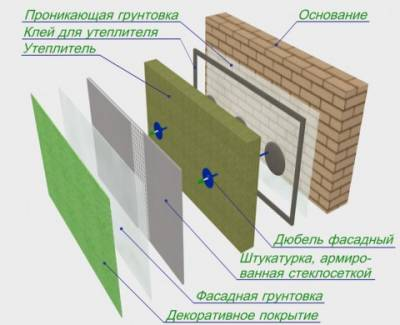 Проникающая грунтовка
Клей для утеплителя
Утеплитель
Основание
Дюбель фасадный
Штукатурка, армиро-
ванная стеклосеткой
Фасадная грунтовка
Декоративное покрытие